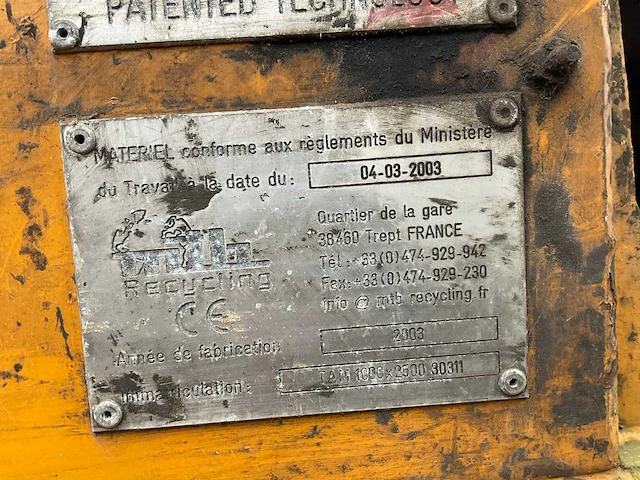 PATENTED TECHNOLOGY
MATERIEL conforme aux règlements du Ministère
du Travail à la date du: 04-03-2003
mtb
Recycling
CE
Quartier de la gare
38460 Trept FRANCE
Tél:+33(0)474-929-942
Fax:+33(0)474-929-230
info @ mtb recycling.fr
Année de fabrication 2003
Immatriculation: 1000x2500 30311